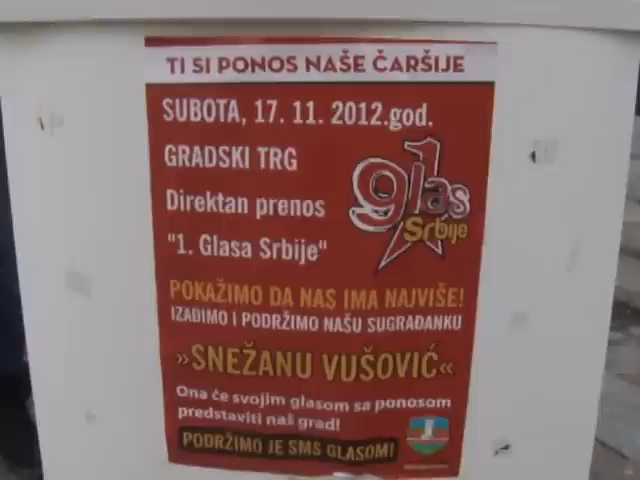 TI SI PONOS NAŠE ČARŠIJE
SUBOTA, 17. 11. 2012.god.
GRADSKI TRG
Direktan prenos
"1. Glasa Srbije"
1
glas
Srbije
POKAŽIMO DA NAS IMA NAJVIŠE!
IZAĐIMO I PODRŽIMO NAŠU SUGRAĐANKU
»SNEŽANU VUŠOVIĆ«
Ona će svojim glasom sa ponosom
predstaviti naš grad!
PODRŽIMO JE SMS GLASOM!